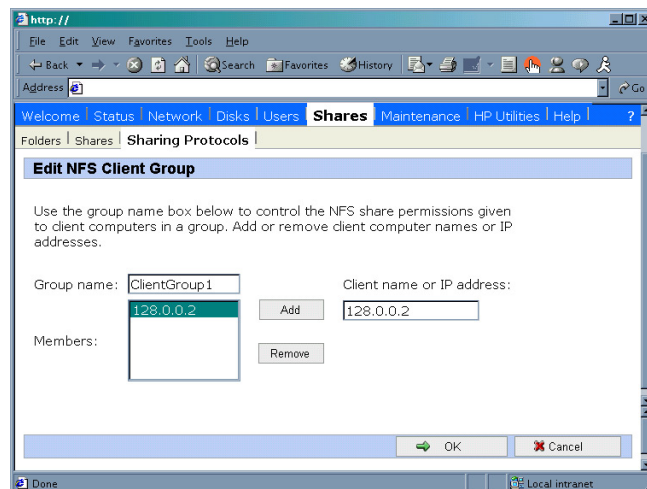 http://
File Edit View Favorites Tools Help
Back Search Favorites History
Address Go
Welcome Status Network Disks Users Shares Maintenance HP Utilities Help ?
Folders Shares Sharing Protocols
Edit NFS Client Group
Use the group name box below to control the NFS share permissions given
to client computers in a group. Add or remove client computer names or IP
addresses.
Group name: ClientGroup1 Client name or IP address:
128.0.0.2 Add 128.0.0.2
Members:
Remove
OK Cancel
Done Local intranet